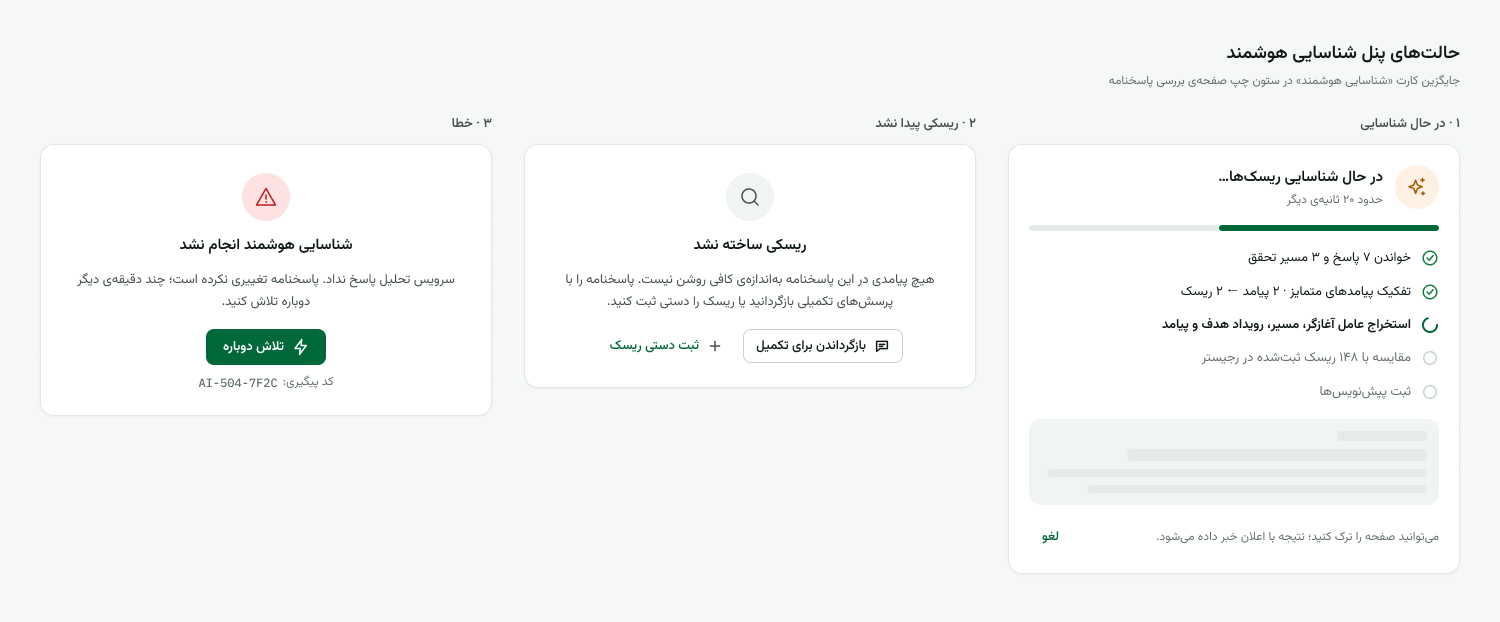 حالت‌های پنل شناسایی هوشمند
جایگزین کارت «شناسایی هوشمند» در ستون چپ صفحه‌ی بررسی پاسخنامه
۱ · در حال شناسایی
در حال شناسایی ریسک‌ها…
حدود ۲۰ ثانیه‌ی دیگر
خواندن ۷ پاسخ و ۳ مسیر تحقق
تفکیک پیامدهای متمایز · ۲ پیامد ← ۲ ریسک
استخراج عامل آغازگر، مسیر، رویداد هدف و پیامد
مقایسه با ۱۴۸ ریسک ثبت‌شده در رجیستر
ثبت پیش‌نویس‌ها
می‌توانید صفحه را ترک کنید؛ نتیجه با اعلان خبر داده می‌شود.
لغو
۲ · ریسکی پیدا نشد
ریسکی ساخته نشد
هیچ پیامدی در این پاسخنامه به‌اندازه‌ی کافی روشن نیست. پاسخنامه را با
پرسش‌های تکمیلی بازگردانید یا ریسک را دستی ثبت کنید.
بازگرداندن برای تکمیل
ثبت دستی ریسک
۳ · خطا
شناسایی هوشمند انجام نشد
سرویس تحلیل پاسخ نداد. پاسخنامه تغییری نکرده است؛ چند دقیقه‌ی دیگر
دوباره تلاش کنید.
تلاش دوباره
کد پیگیری: AI-504-7F2C